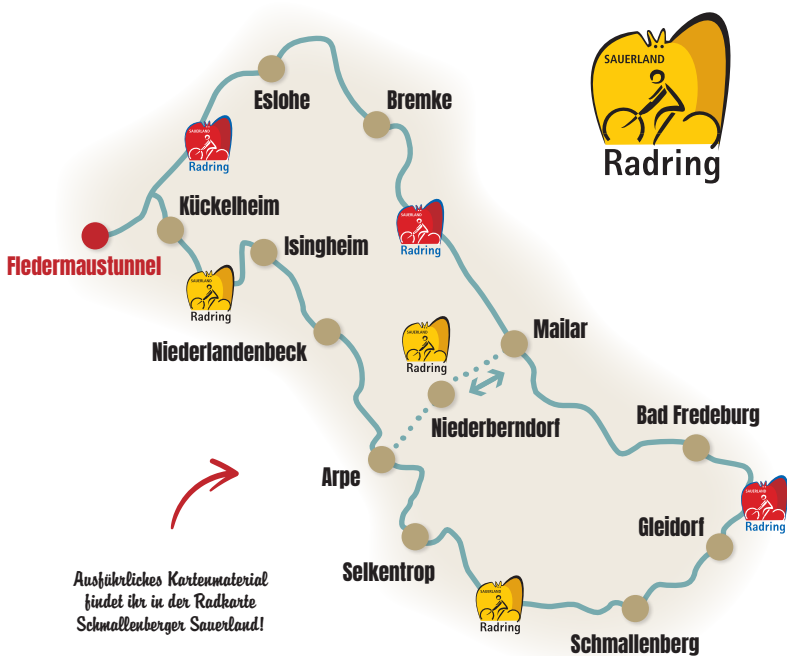 SAUERLAND
Radring
Eslohe
Bremke
SAUERLAND
Radring
Kückelheim
SAUERLAND
Radring
Fledermaustunnel
Isingheim
SAUERLAND
Radring
Niederlandenbeck
SAUERLAND
Radring
Mailar
Niederberndorf
Bad Fredeburg
Arpe
SAUERLAND
Radring
Gleidorf
Selkentrop
SAUERLAND
Radring
Schmallenberg
Ausführliches Kartenmaterial
findet ihr in der Radkarte
Schmallenberger Sauerland!